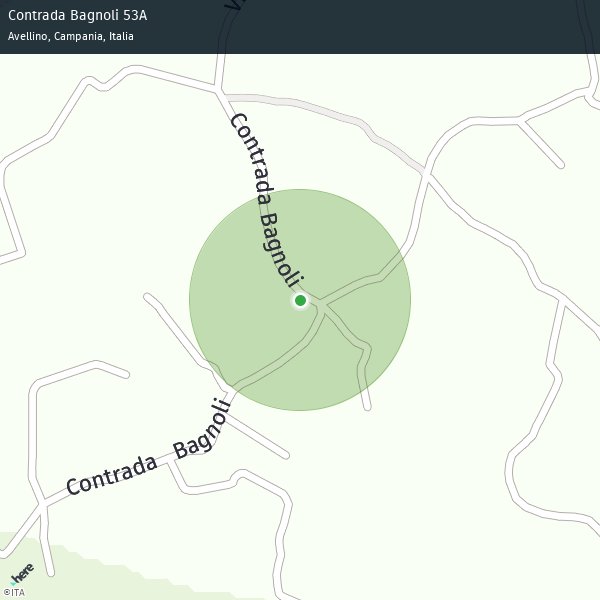 Contrada Bagnoli 53A
Avellino, Campania, Italia
Contrada Bagnoli
Contrada Bagnoli
here
©ITA